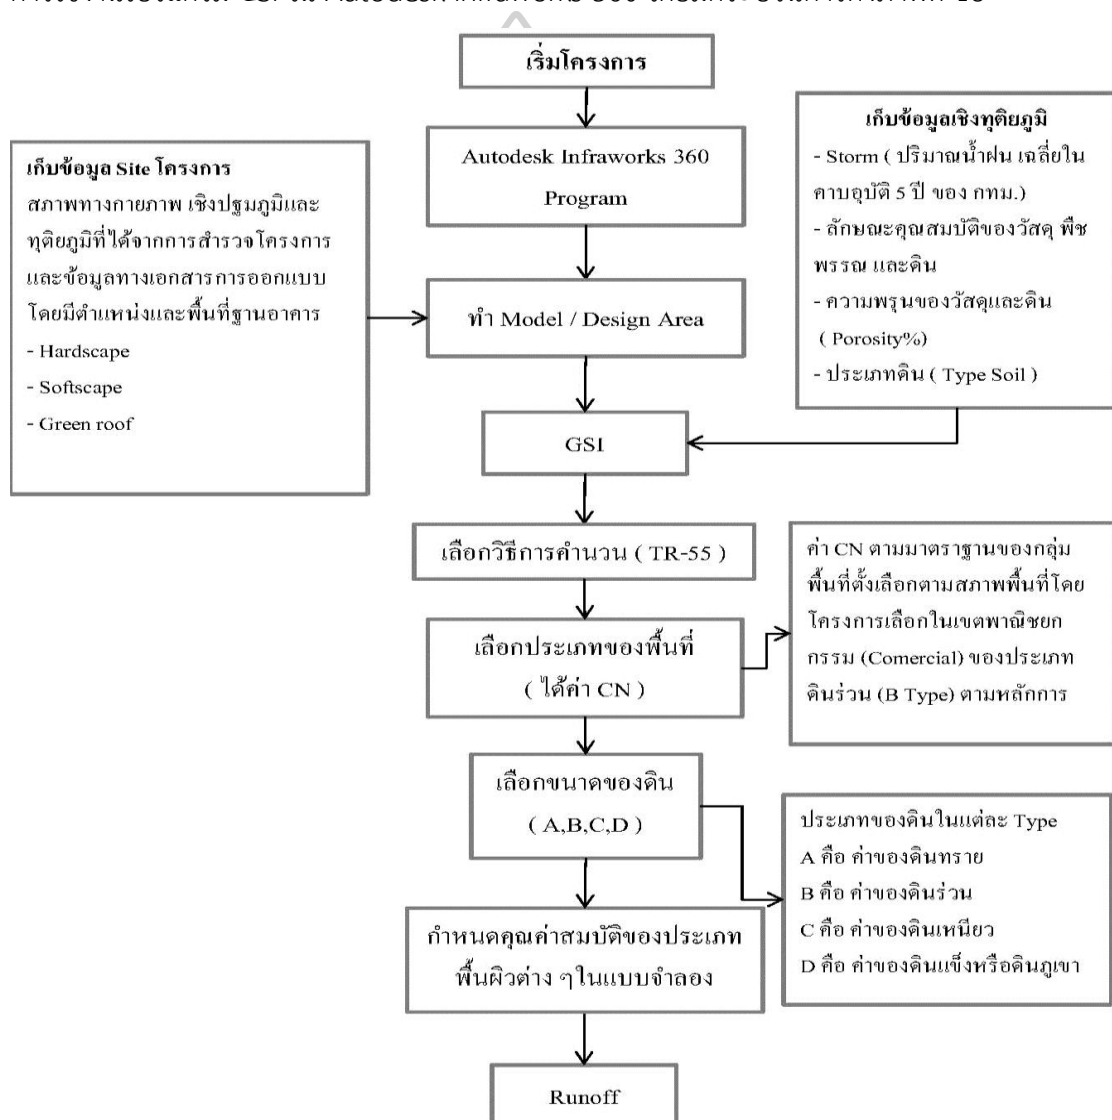 เริ่มโครงการ
Autodesk Infraworks 360
Program
เก็บข้อมูล Site โครงการ
สภาพทางกายภาพ เชิงปฐมภูมิและ
ทุติยภูมิที่ได้จากการสำรวจโครงการ
และข้อมูลทางเอกสารการออกแบบ
โดยมีตำแหน่งและพื้นที่ฐานอาคาร
- Hardscape
- Softscape
- Green roof
เก็บข้อมูลเชิงทุติยภูมิ
- Storm ( ปริมาณน้ำฝน เฉลี่ยใน
คาบอุบัติ 5 ปี ของ กทม.)
- ลักษณะคุณสมบัติของวัสดุ พืช
พรรณ และดิน
- ความพรุนของวัสดุและดิน
( Porosity%)
- ประเภทดิน ( Type Soil )
ทำ Model / Design Area
GSI
เลือกวิธีการคำนวน ( TR-55 )
เลือกประเภทของพื้นที่
( ได้ค่า CN )
ค่า CN ตามมาตราฐานของกลุ่ม
พื้นที่ตั้งเลือกตามสภาพพื้นที่โดย
โครงการเลือกในเขตพาณิชยก
กรรม (Comercial) ของประเภท
ดินร่วน (B Type) ตามหลักการ
เลือกขนาดของดิน
( A,B,C,D )
ประเภทของดินในแต่ละ Type
A คือ ค่าของดินทราย
B คือ ค่าของดินร่วน
C คือ ค่าของดินเหนียว
D คือ ค่าของดินแข็งหรือดินภูเขา
กำหนดคุณค่าสมบัติของประเภท
พื้นผิวต่าง ๆในแบบจำลอง
Runoff